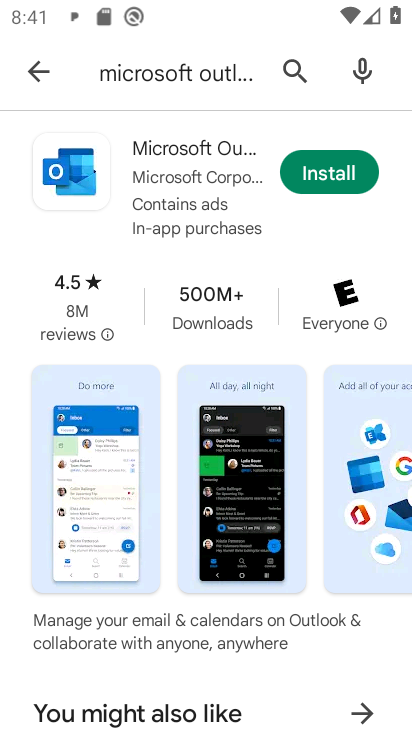 8:41
microsoft outl...
Microsoft Ou...
Microsoft Corpo...
Contains ads
In-app purchases
Install
4.5★
8M
reviews
500M+
Downloads
E
Everyone
Do more
All day, all night
Add all of your acc
Manage your email & calendars on Outlook &
collaborate with anyone, anywhere
You might also like